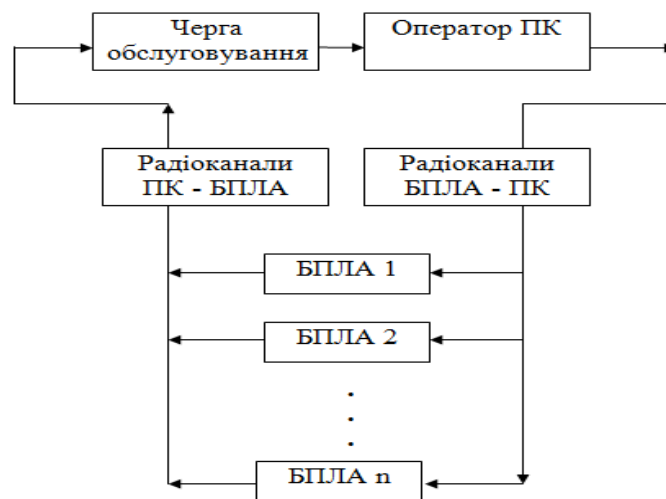 Черга
обслуговування
Оператор ПК
Радіоканали
ПК - БПЛА
Радіоканали
БПЛА - ПК
БПЛА 1
БПЛА 2
БПЛА n